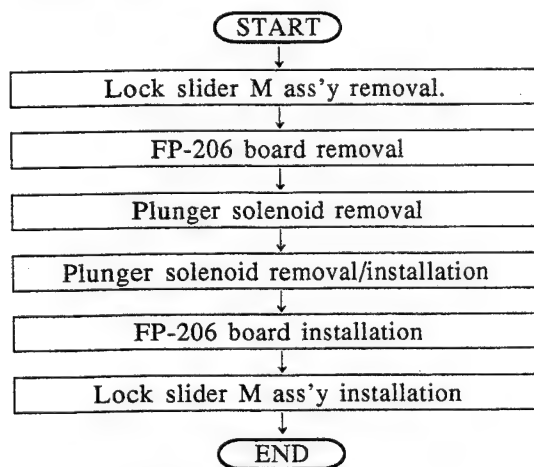 START
Lock slider M ass'y removal.
FP-206 board removal
Plunger solenoid removal
Plunger solenoid removal/installation
FP-206 board installation
Lock slider M ass'y installation
END